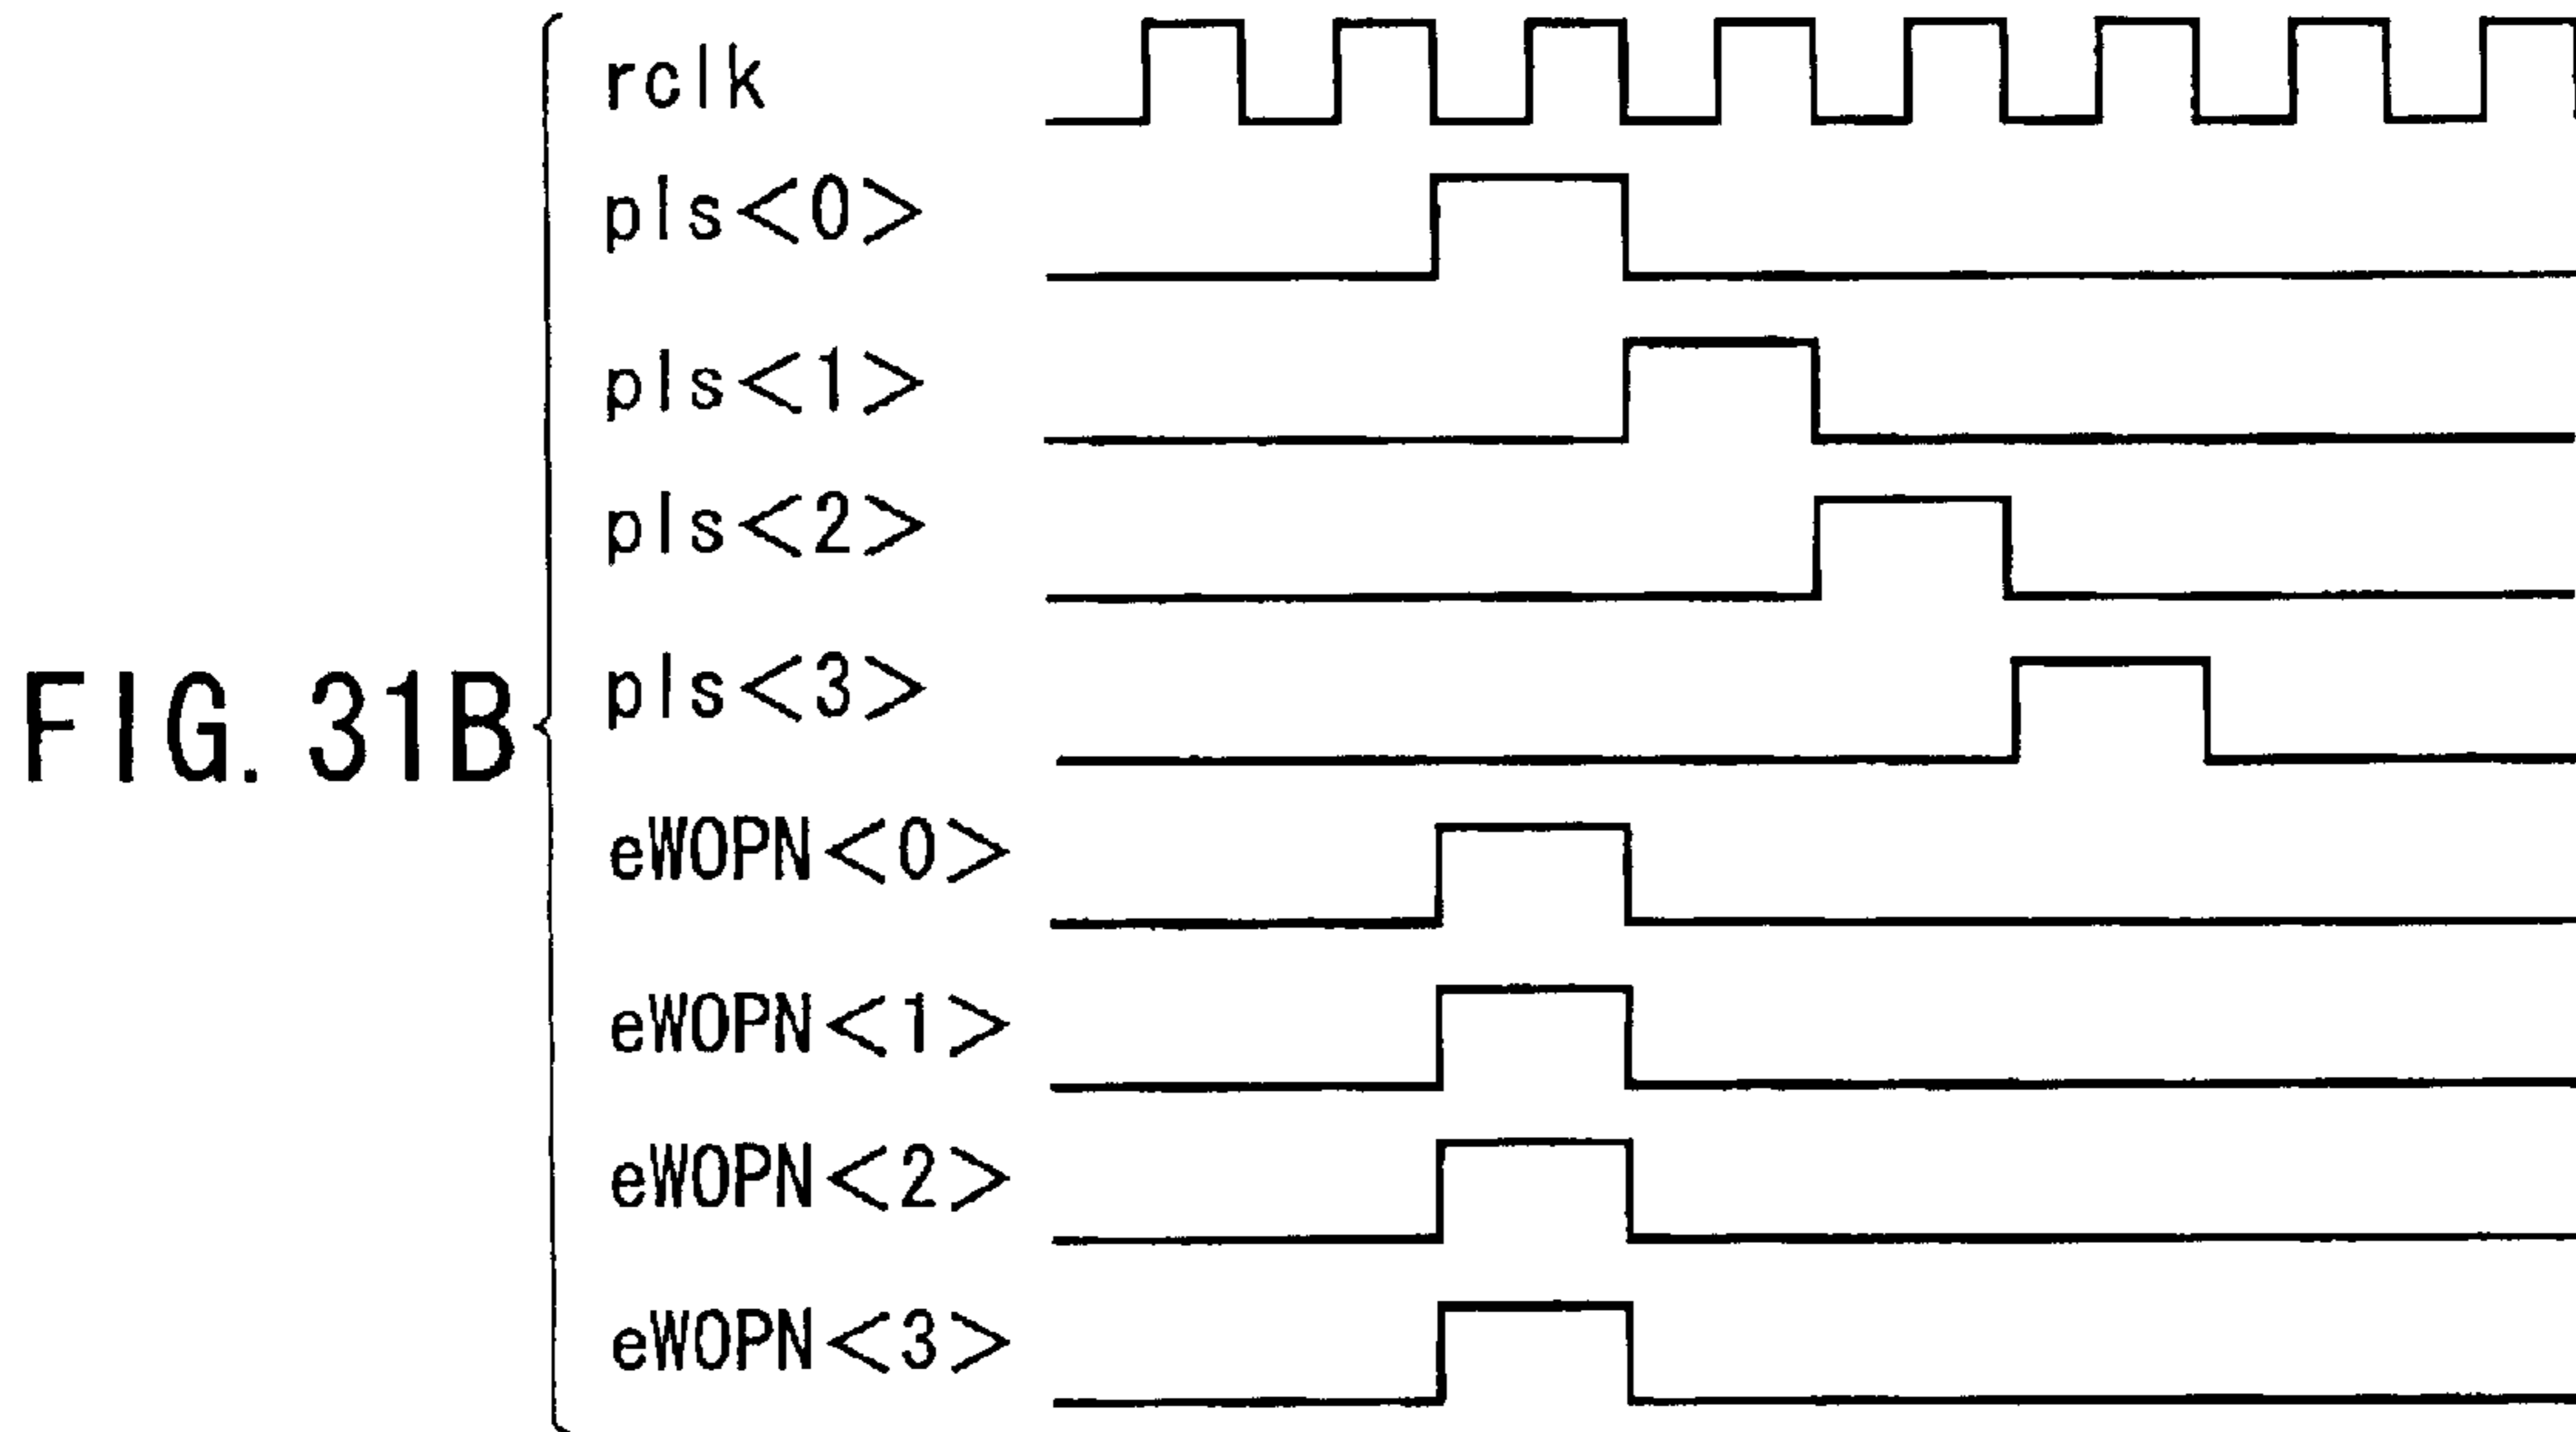 rclk
pls<0>
pls<1>
pls<2>
pls<3>
FIG. 31B
eWOPN<0>
eWOPN<1>
eWOPN<2>
eWOPN<3>